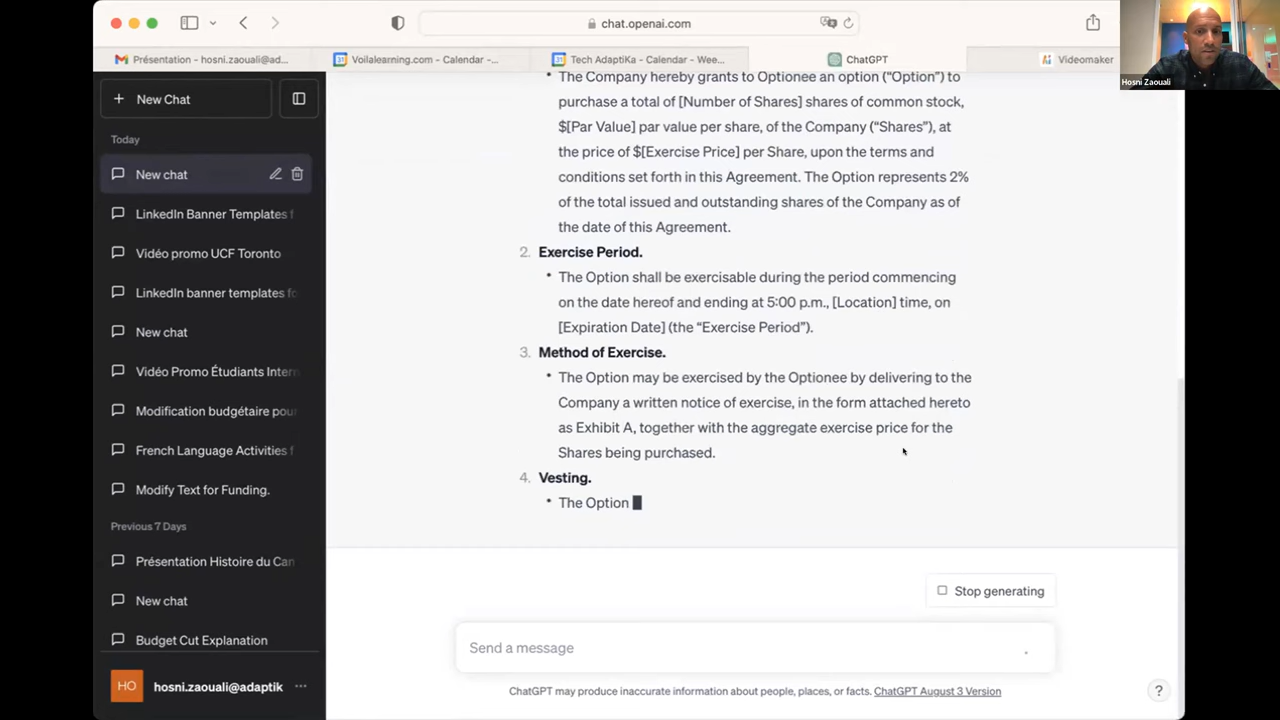 chat.openai.com
Présentation - hosni.zaouali@ad...
Voilalearning.com - Calendar -...
Tech AdaptiKa - Calendar - Wee...
ChatGPT
Videomaker
Hosni Zaouali
New Chat
Today
New chat
LinkedIn Banner Templates f
Vidéo promo UCF Toronto
LinkedIn banner templates fo
New chat
Vidéo Promo Étudiants Intern
Modification budgétaire pour
French Language Activities f
Modify Text for Funding.
Previous 7 Days
Présentation Histoire du Can
New chat
Budget Cut Explanation
HO
hosni.zaouali@adaptik
...
• The Company hereby grants to Optionee an option (“Option”) to
purchase a total of [Number of Shares] shares of common stock,
$[Par Value] par value per share, of the Company (“Shares”), at
the price of $[Exercise Price] per Share, upon the terms and
conditions set forth in this Agreement. The Option represents 2%
of the total issued and outstanding shares of the Company as of
the date of this Agreement.
2. Exercise Period.
• The Option shall be exercisable during the period commencing
on the date hereof and ending at 5:00 p.m., [Location] time, on
[Expiration Date] (the “Exercise Period”).
3. Method of Exercise.
• The Option may be exercised by the Optionee by delivering to the
Company a written notice of exercise, in the form attached hereto
as Exhibit A, together with the aggregate exercise price for the
Shares being purchased.
4. Vesting.
• The Option
Stop generating
Send a message
ChatGPT may produce inaccurate information about people, places, or facts. ChatGPT August 3 Version
?